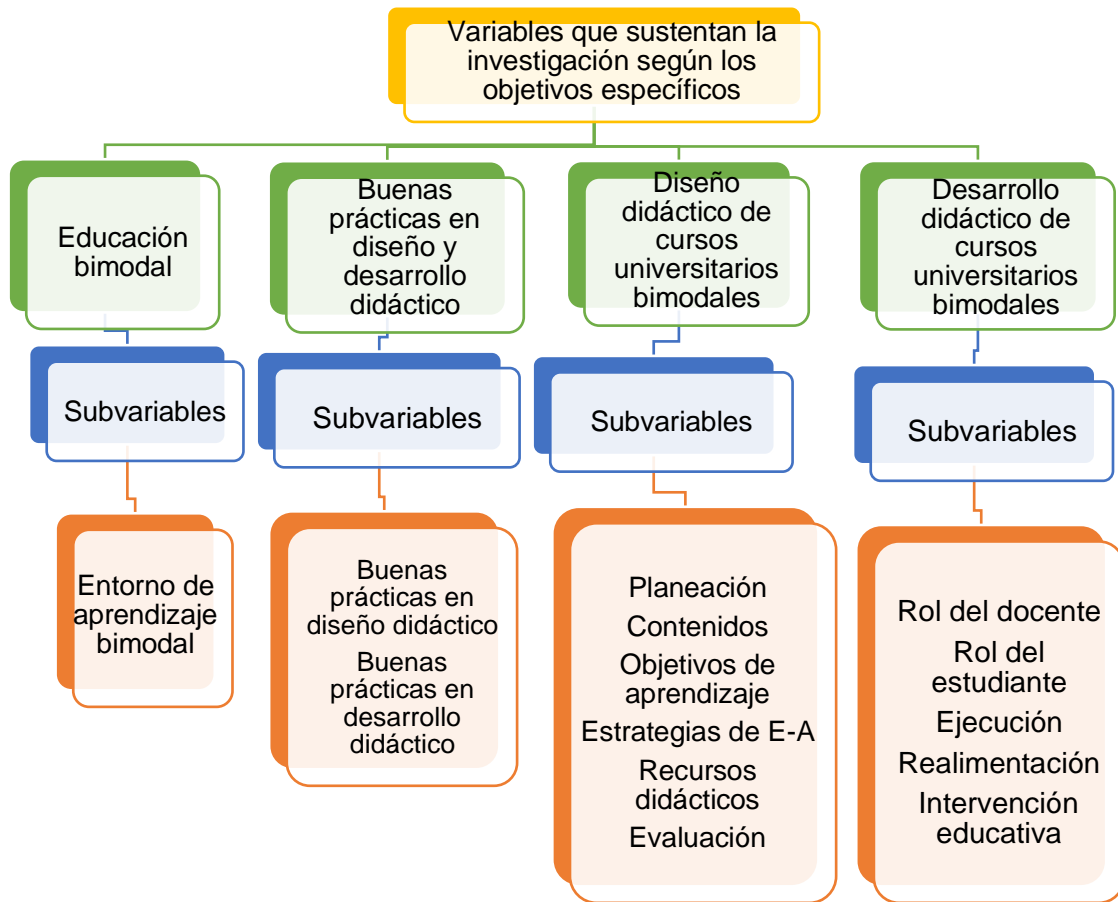 Variables que sustentan la
investigación según los
objetivos específicos
Educación
bimodal
Buenas
prácticas en
diseño y
desarrollo
didáctico
Diseño
didáctico de
cursos
universitarios
bimodales
Desarrollo
didáctico de
cursos
universitarios
bimodales
Subvariables
Subvariables
Subvariables
Subvariables
Entorno de
aprendizaje
bimodal
Buenas
prácticas en
diseño didáctico
Buenas
prácticas en
desarrollo
didáctico
Planeación
Contenidos
Objetivos de
aprendizaje
Estrategias de E-A
Recursos
didácticos
Evaluación
Rol del docente
Rol del
estudiante
Ejecución
Realimentación
Intervención
educativa